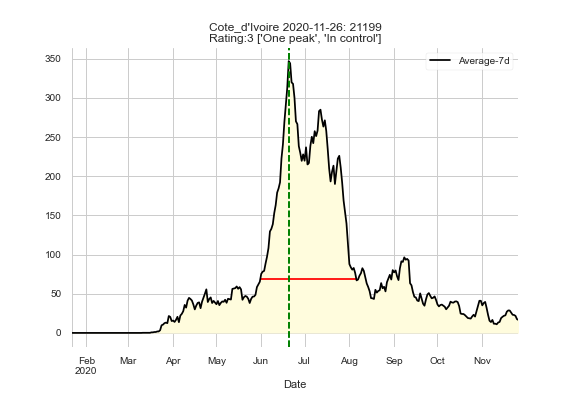 Cote_d'Ivoire 2020-11-26: 21199
Rating:3 ['One peak', 'In control']
Average-7d
350
300
250
200
150
100
50
0
Feb Mar Apr May Jun Jul Aug Sep Oct Nov
2020
Date